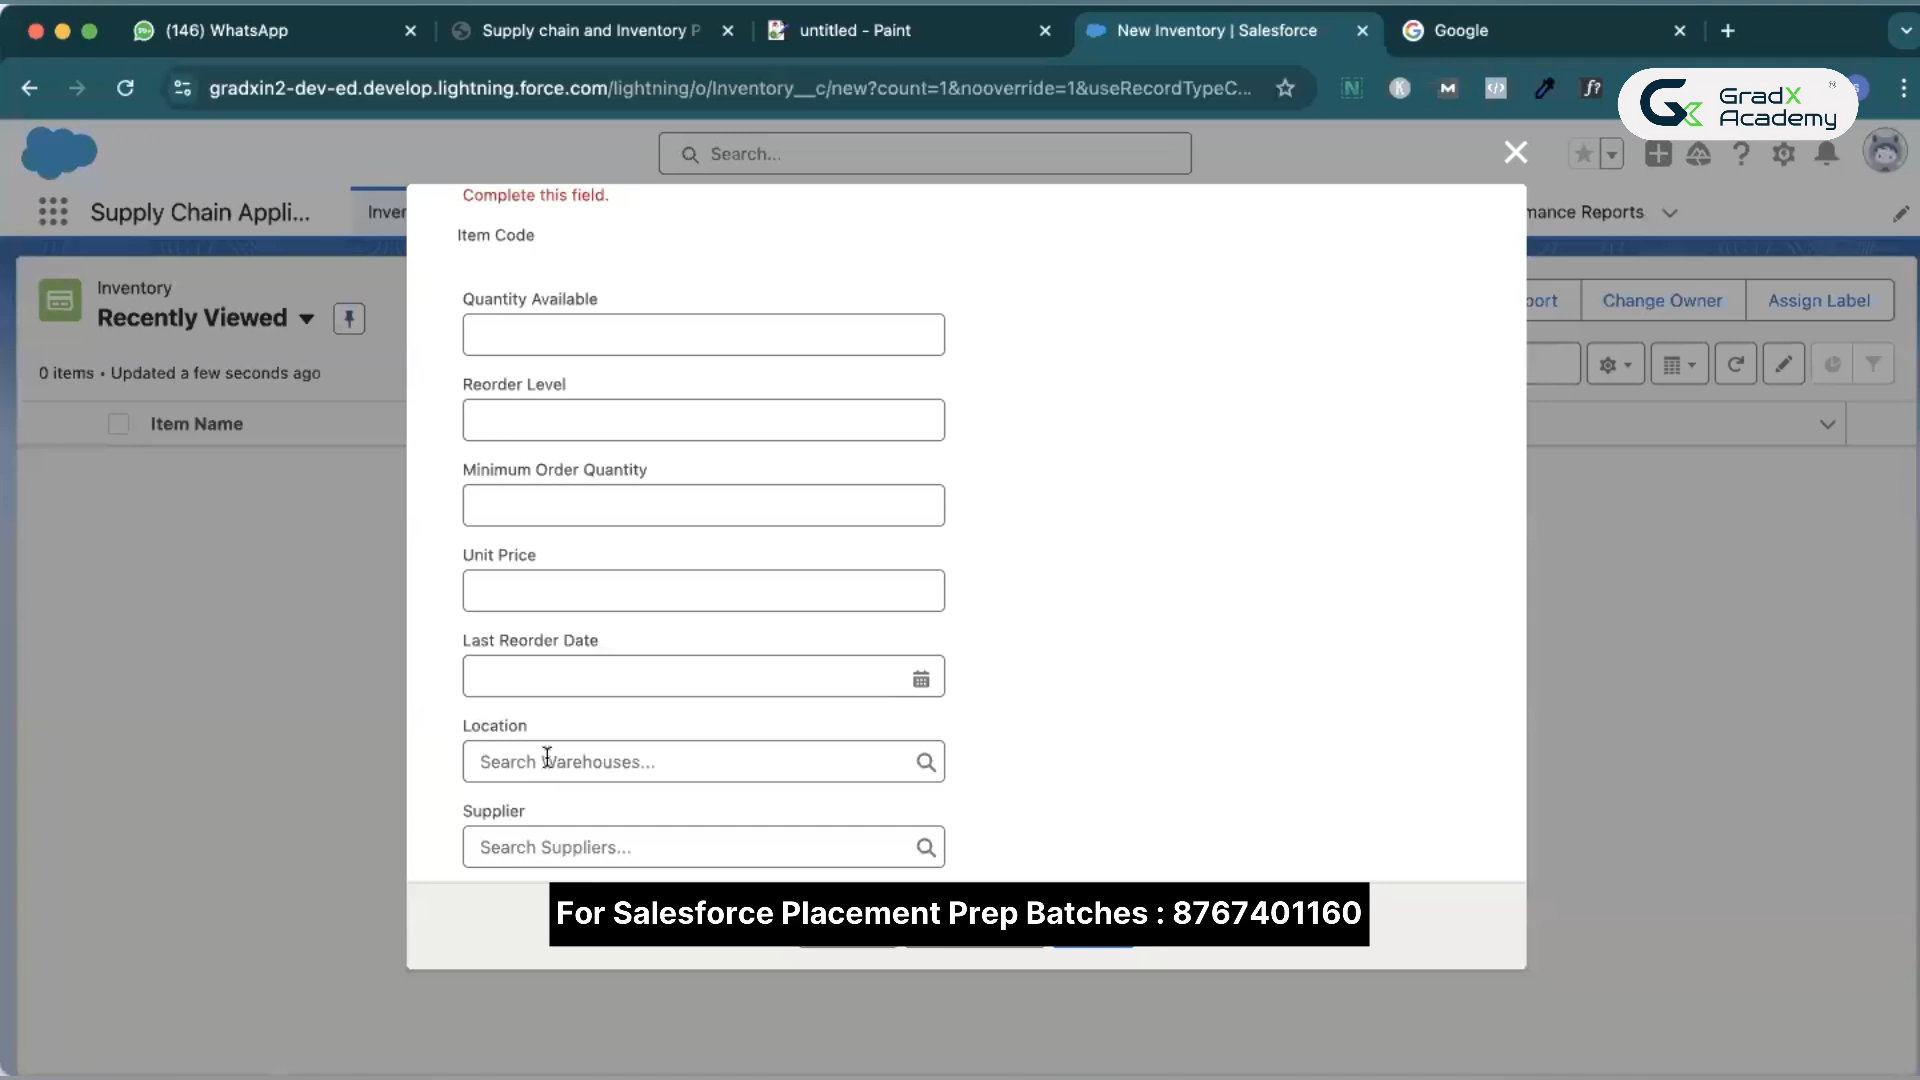 (146) WhatsApp
Supply chain and Inventory P
untitled - Paint
New Inventory | Salesforce
Google
gradxin2-dev-ed.develop.lightning.force.com/lightning/o/Inventory__c/new?count=1&nooverride=1&useRecordTypeC...
GradX Academy
Search...
Supply Chain Appli...
Inver
mance Reports
Complete this field.
Item Code
Inventory
Recently Viewed
port
Change Owner
Assign Label
0 items • Updated a few seconds ago
Item Name
Quantity Available
Reorder Level
Minimum Order Quantity
Unit Price
Last Reorder Date
Location
Search Warehouses...
Supplier
Search Suppliers...
For Salesforce Placement Prep Batches : 8767401160